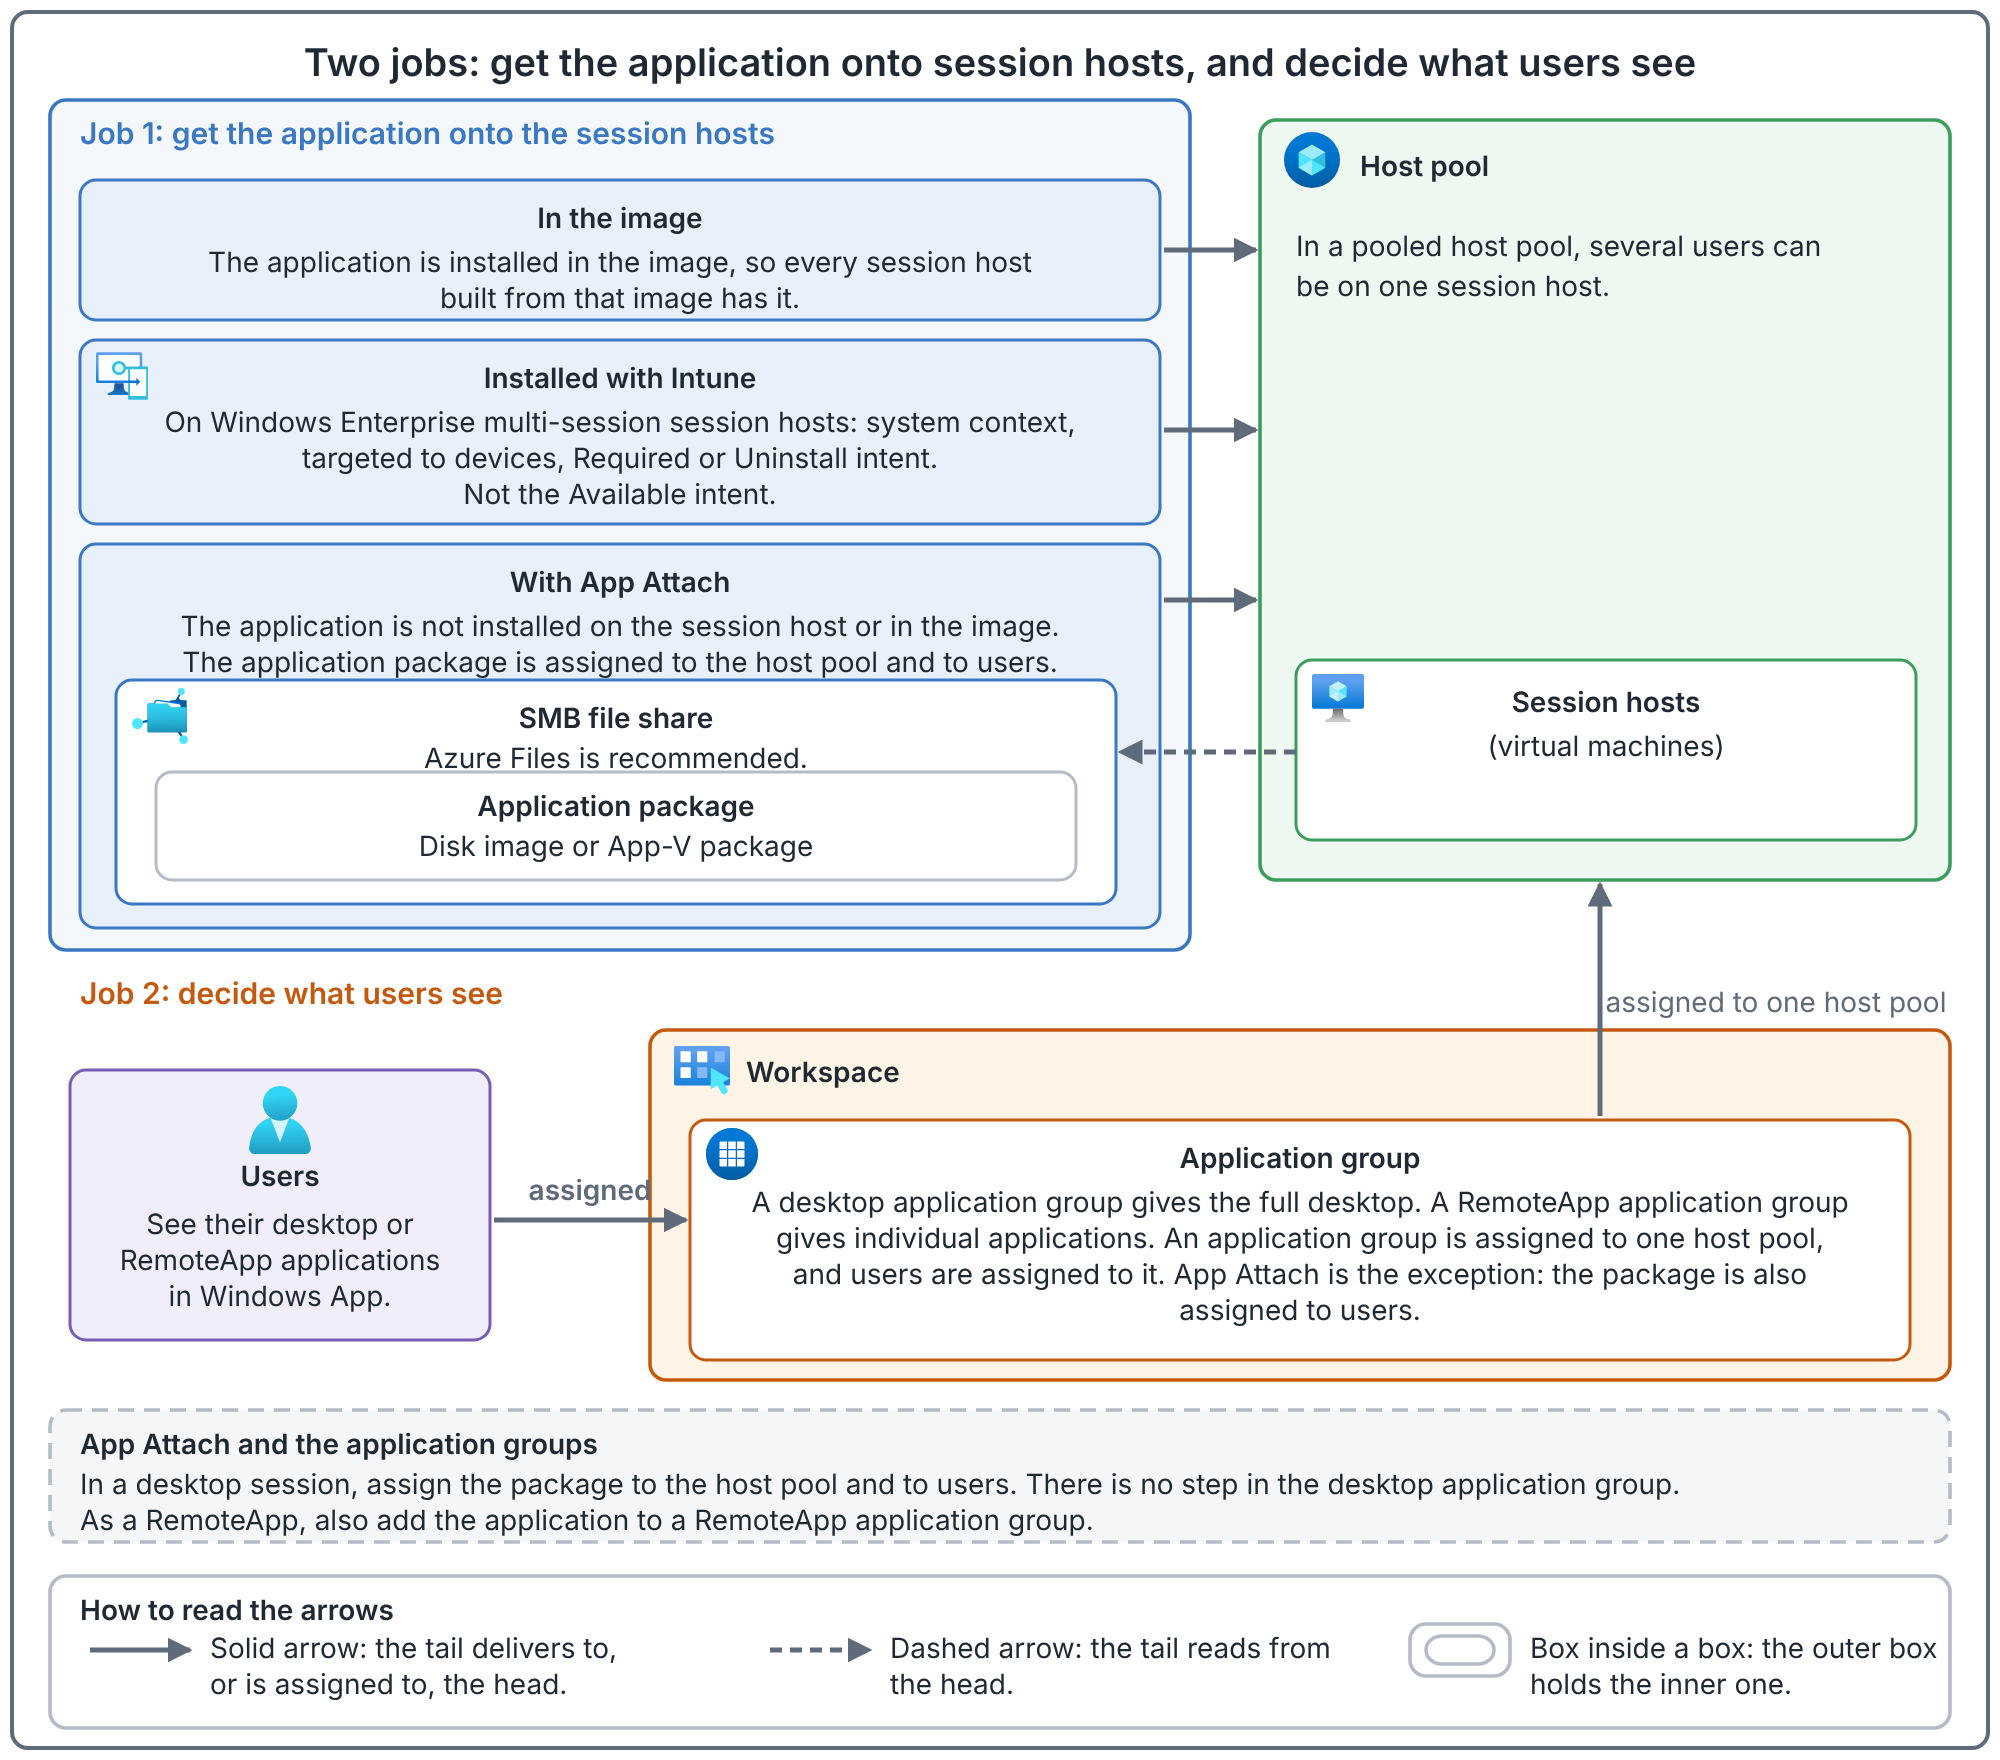 Two jobs: get the application onto session hosts, and decide what users see
Job 1: get the application onto the session hosts
In the image
The application is installed in the image, so every session host
built from that image has it.
Installed with Intune
On Windows Enterprise multi-session session hosts: system context,
targeted to devices, Required or Uninstall intent.
Not the Available intent.
With App Attach
The application is not installed on the session host or in the image.
The application package is assigned to the host pool and to users.
SMB file share
Azure Files is recommended.
Application package
Disk image or App-V package
Host pool
In a pooled host pool, several users can
be on one session host.
Session hosts
(virtual machines)
Job 2: decide what users see
assigned to one host pool
Users
See their desktop or
RemoteApp applications
in Windows App.
assigned
Workspace
Application group
A desktop application group gives the full desktop. A RemoteApp application group
gives individual applications. An application group is assigned to one host pool,
and users are assigned to it. App Attach is the exception: the package is also
assigned to users.
App Attach and the application groups
In a desktop session, assign the package to the host pool and to users. There is no step in the desktop application group.
As a RemoteApp, also add the application to a RemoteApp application group.
How to read the arrows
Solid arrow: the tail delivers to,
or is assigned to, the head.
Dashed arrow: the tail reads from
the head.
Box inside a box: the outer box
holds the inner one.